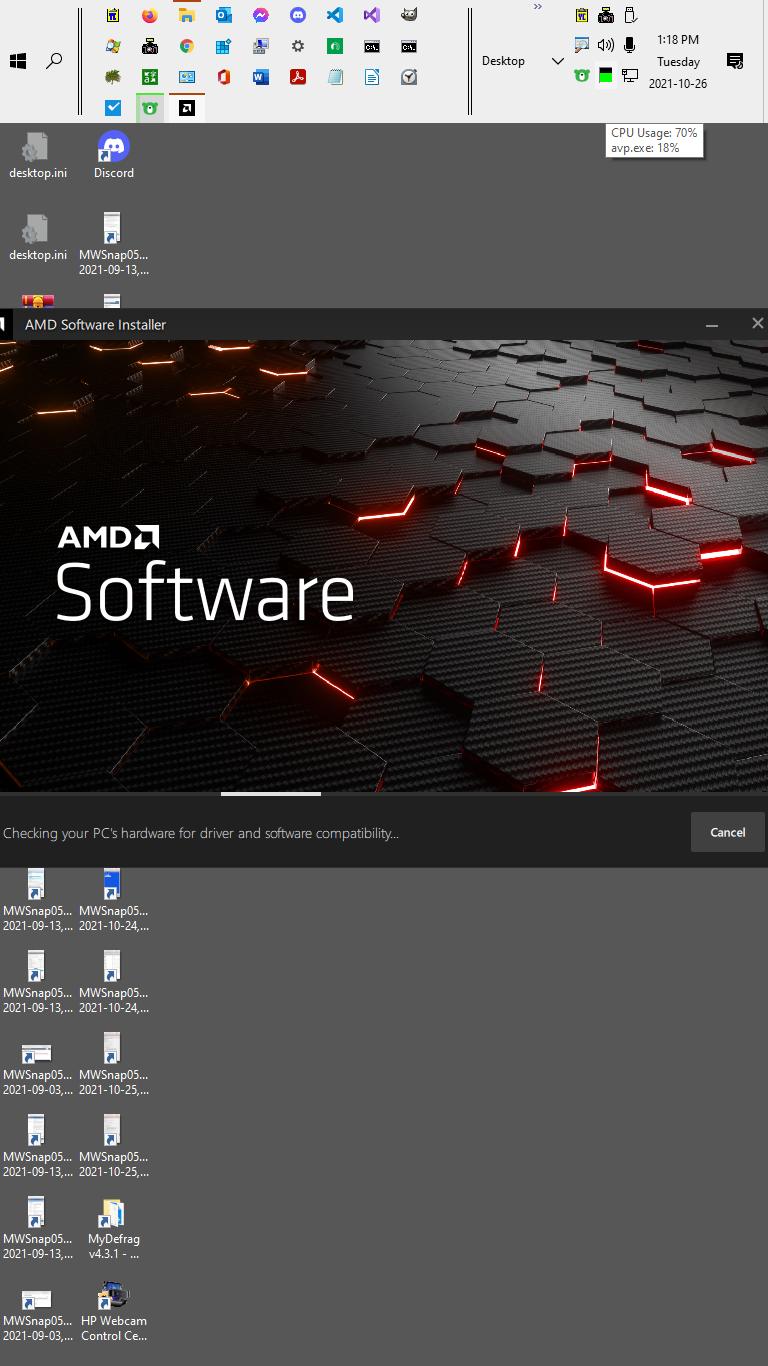 Desktop
1:18 PM
Tuesday
2021-10-26
CPU Usage: 70%
avp.exe: 18%
desktop.ini
Discord
desktop.ini
MWSnap05...
2021-09-13,...
AMD Software Installer
AMD
Software
Checking your PC's hardware for driver and software compatibility...
Cancel
MWSnap05...
2021-09-13,...
MWSnap05...
2021-10-24,...
MWSnap05...
2021-09-13,...
MWSnap05...
2021-10-24,...
MWSnap05...
2021-09-03,...
MWSnap05...
2021-10-25,...
MWSnap05...
2021-09-13,...
MWSnap05...
2021-10-25,...
MWSnap05...
2021-09-13,...
MyDefrag
v4.3.1 - ...
MWSnap05...
2021-09-03,...
HP Webcam
Control Ce...